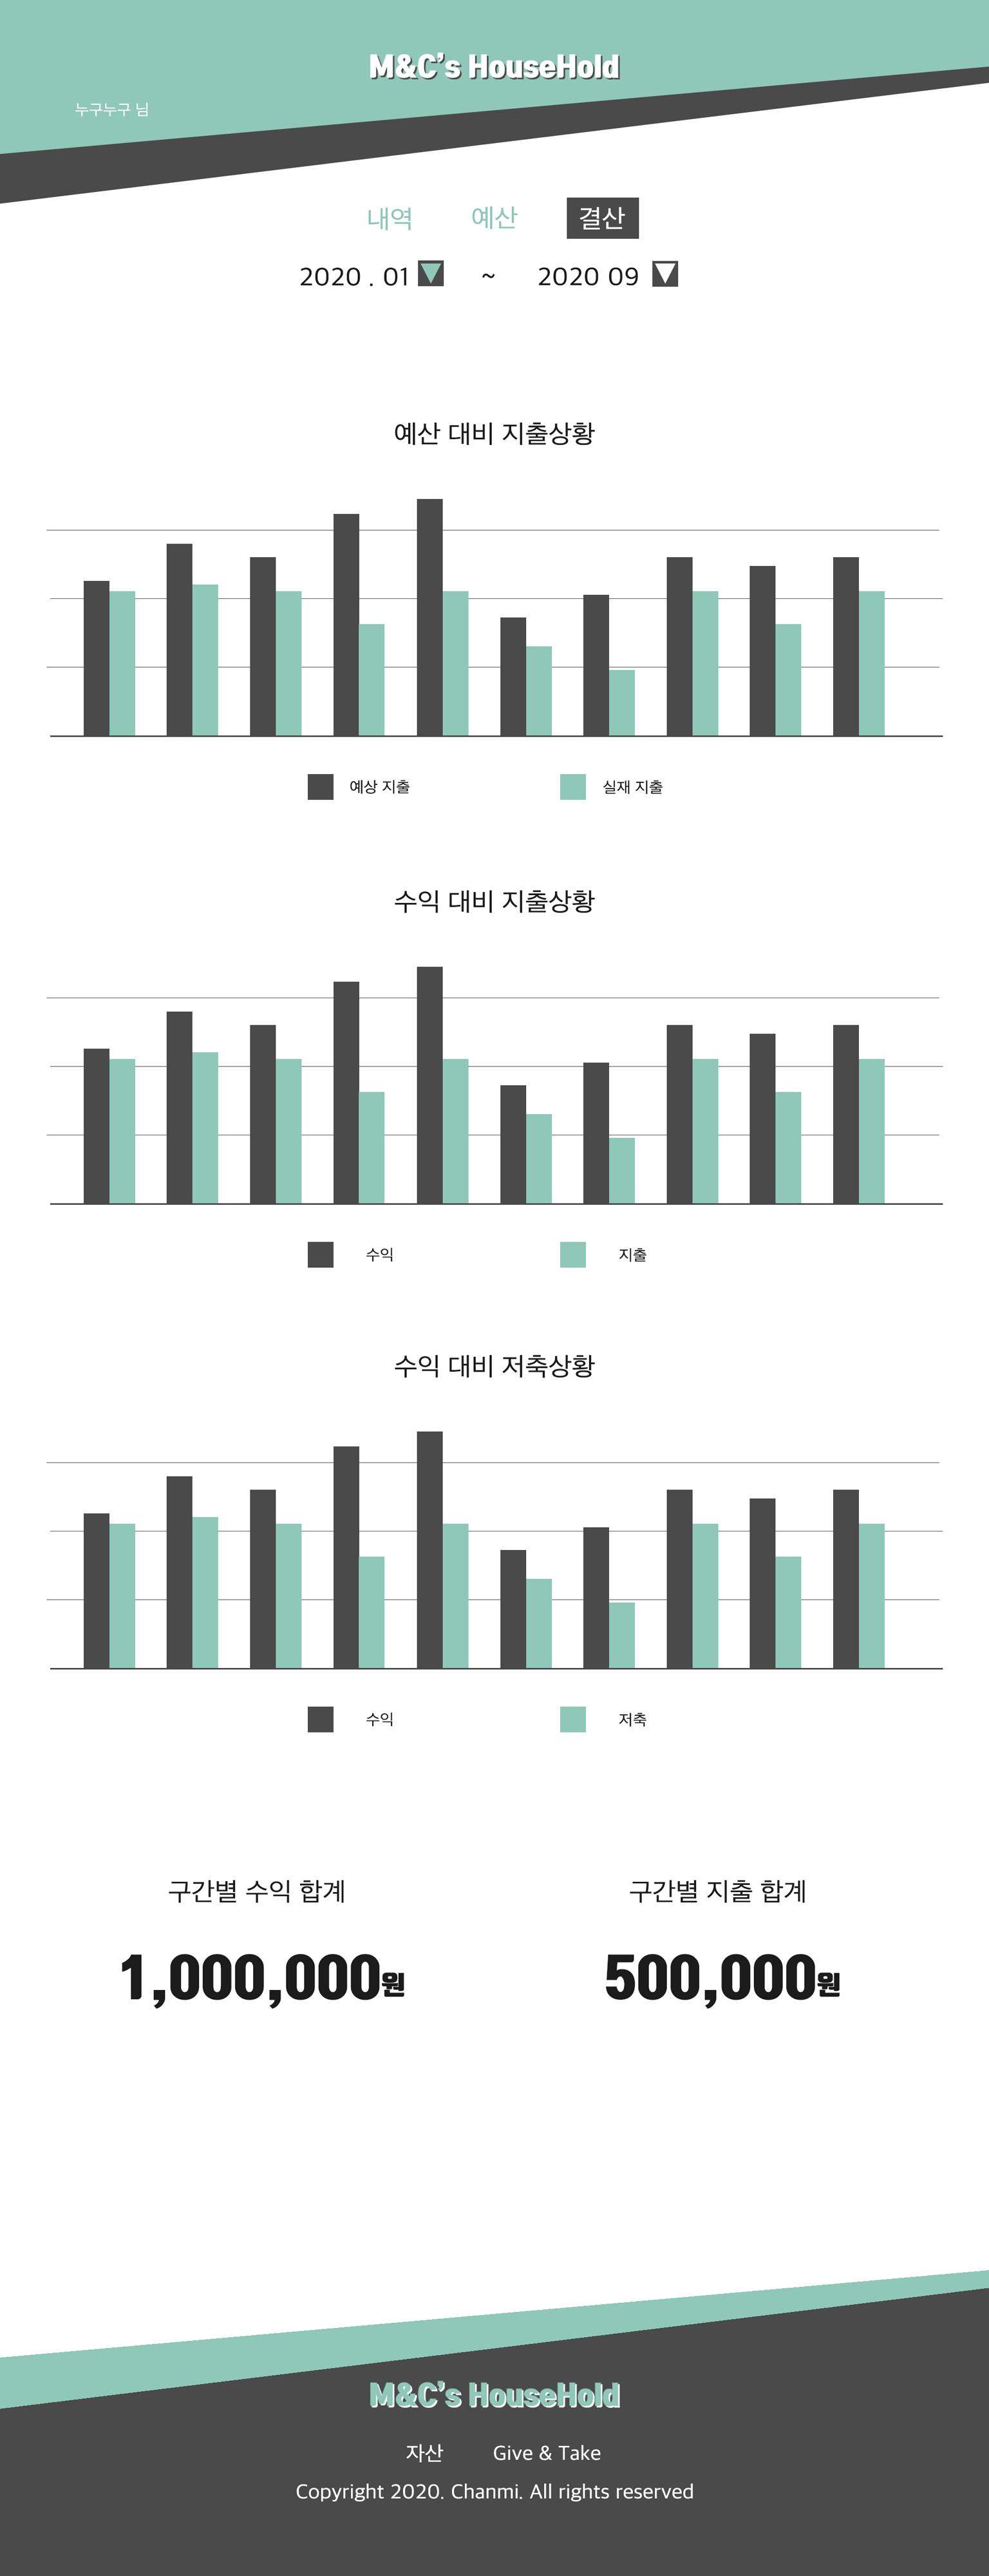 M&C's HouseHold
누구누구 님
내역 예산 결산
2020 . 01 ~ 2020 09
예산 대비 지출상황
예상 지출 실재 지출
수익 대비 지출상황
수익 지출
수익 대비 저축상황
수익 저축
구간별 수익 합계 구간별 지출 합계
1,000,000원 500,000원
M&C's HouseHold
자산 Give & Take
Copyright 2020. Chanmi. All rights reserved